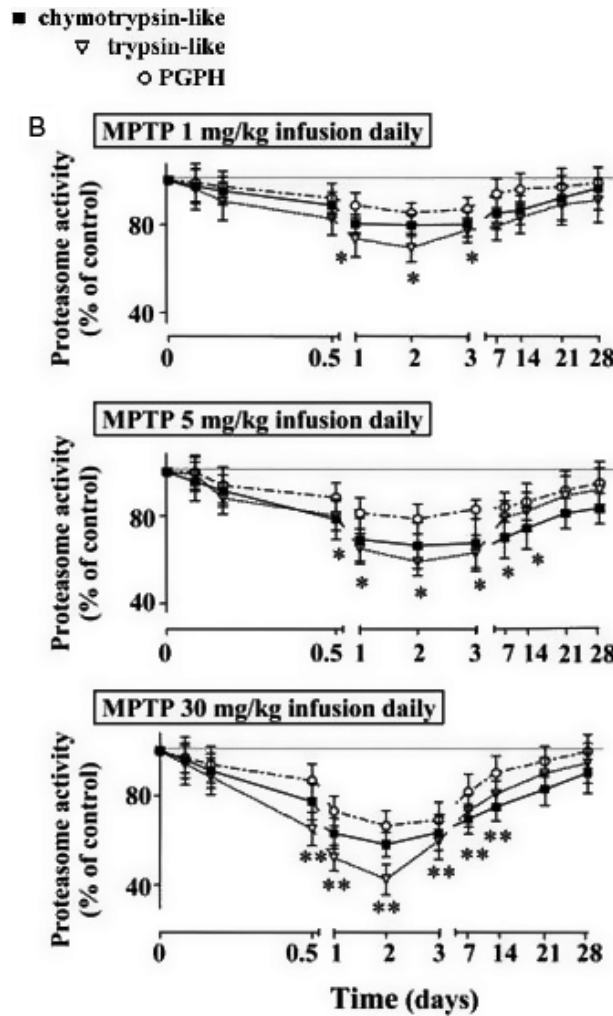 ■ chymotrypsin-like
▽ trypsin-like
○ PGPH
B
MPTP 1 mg/kg infusion daily
Proteasome activity
(% of control)
80
40
* * *
0 0.5 1 2 3 7 14 21 28
MPTP 5 mg/kg infusion daily
Proteasome activity
(% of control)
80
40
* * * * * *
0 0.5 1 2 3 7 14 21 28
MPTP 30 mg/kg infusion daily
Proteasome activity
(% of control)
80
40
** ** ** ** ** **
0 0.5 1 2 3 7 14 21 28
Time (days)